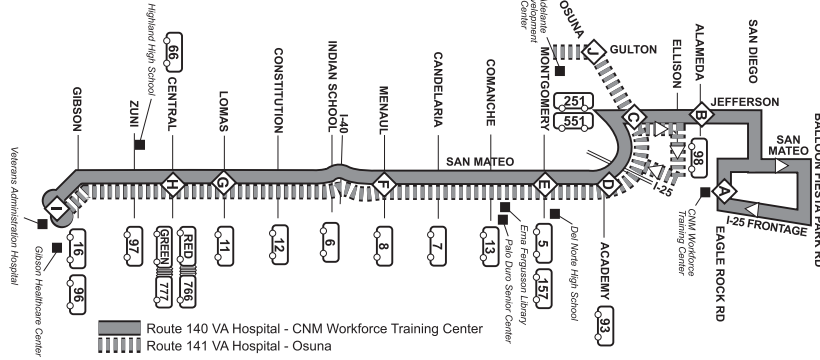 OSUNA
Adelante
Development
Center
J
GULTON
MONTGOMERY
251
551
C
ELLISON
ALAMEDA
B
SAN DIEGO
JEFFERSON
98
SAN
MATEO
BALLOON FIESTA PARK RD
A
I-25 FRONTAGE
EAGLE ROCK RD
CNM Workforce
Training Center
I-25
D
ACADEMY
93
E
5
157
Del Norte High School
Erna Fergusson Library
Palo Duro Senior Center
SAN MATEO
COMANCHE
13
CANDELARIA
7
MENAUL
F
8
I-40
INDIAN SCHOOL
6
CONSTITUTION
12
LOMAS
G
11
66
CENTRAL
H
RED
766
GREEN
777
Highland High School
ZUNI
97
GIBSON
I
16
96
Veterans Administration Hospital
Gibson Healthcare Center
Route 140 VA Hospital - CNM Workforce Training Center
Route 141 VA Hospital - Osuna